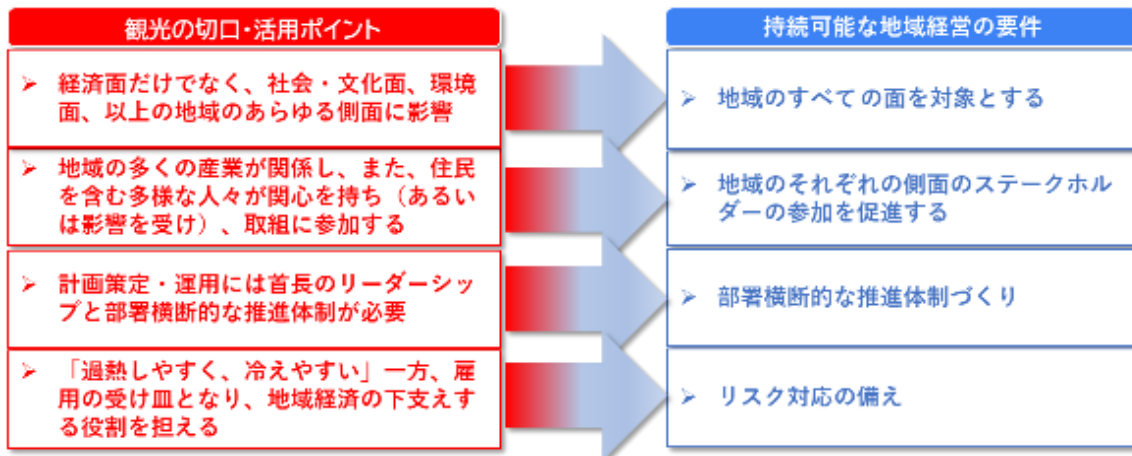 観光の切口・活用ポイント
持続可能な地域経営の要件
➢ 経済面だけでなく、社会・文化面、環境
面、以上の地域のあらゆる側面に影響
➢ 地域のすべての面を対象とする
➢ 地域の多くの産業が関係し、また、住民
を含む多様な人々が関心を持ち（あるい
は影響を受け）、取組に参加する
➢ 地域のそれぞれの側面のステークホル
ダーの参加を促進する
➢ 計画策定・運用には首長のリーダーシッ
プと部署横断的な推進体制が必要
➢ 部署横断的な推進体制づくり
➢ 「過熱しやすく、冷えやすい」一方、雇
用の受け皿となり、地域経済の下支えす
る役割を担える
➢ リスク対応の備え